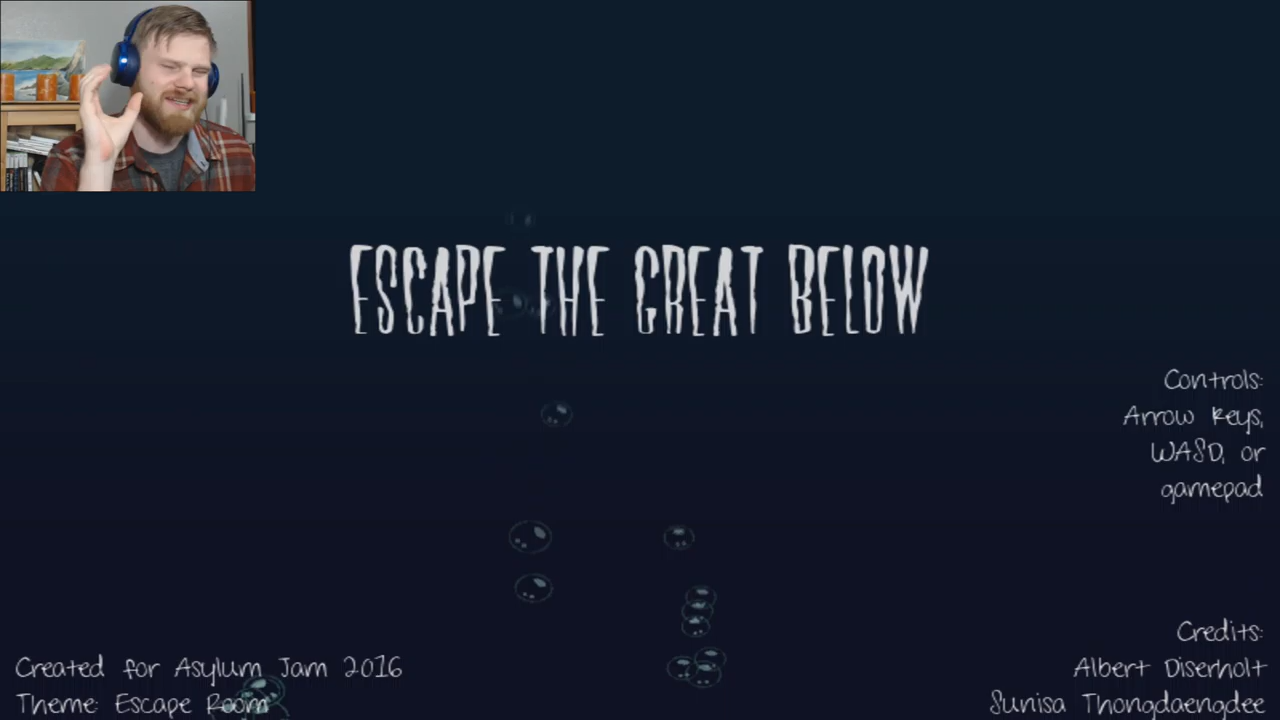 ESCAPE THE GREAT BELOW
Controls:
Arrow keys,
WASD, or
gamepad
Created for Asylum Jam 2016
Theme: Escape Room
Credits:
Albert Diserholt
Sunisa Thongdaengdee